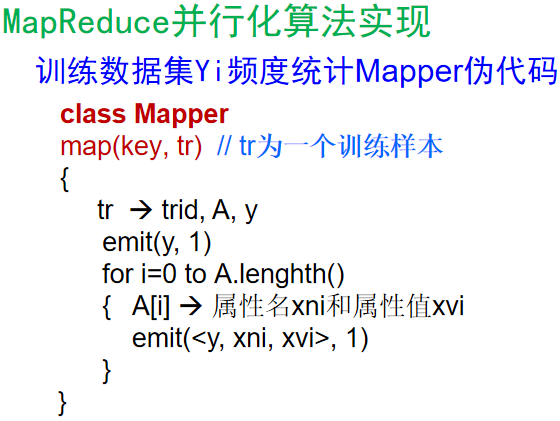 MapReduce并行化算法实现
训练数据集Yi频度统计Mapper伪代码
class Mapper
map(key, tr) // tr为一个训练样本
{
tr → trid, A, y
emit(y, 1)
for i=0 to A.lenghth()
{ A[i] → 属性名xni和属性值xvi
emit(<y, xni, xvi>, 1)
}
}